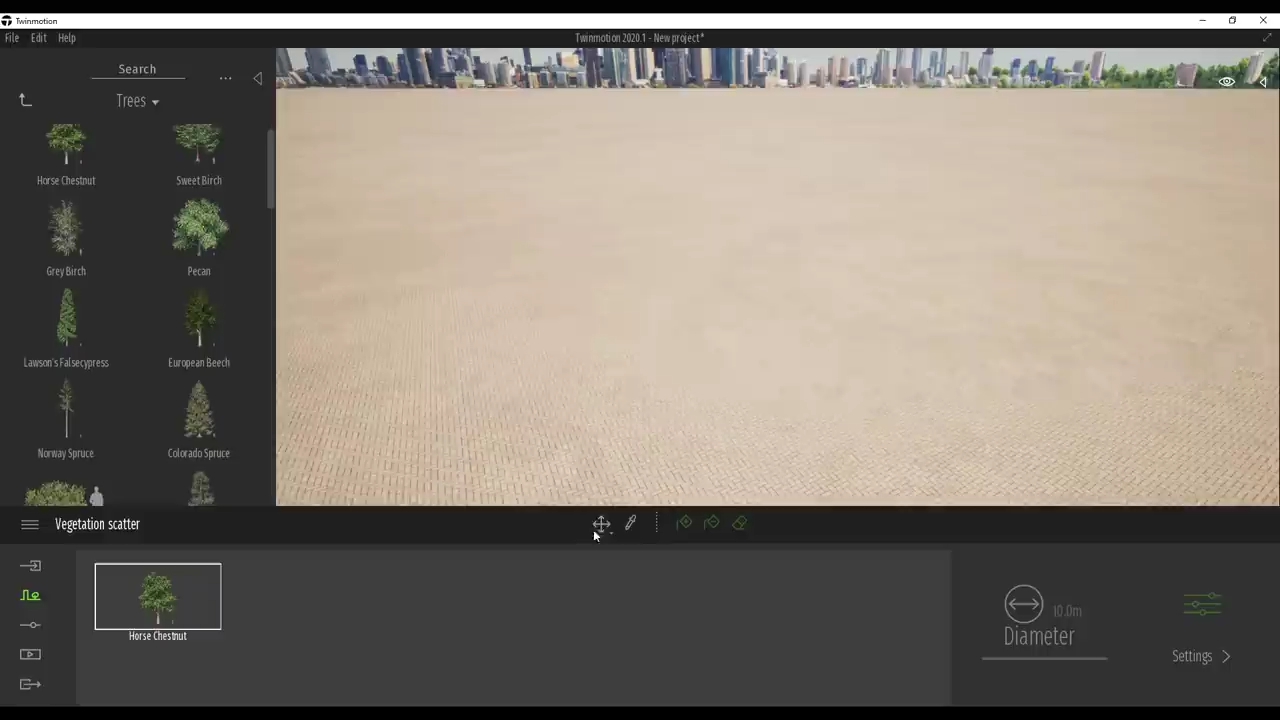 Twinmotion
File Edit Help
Twinmotion 2020.1 - New project*
Search
...
Trees
Horse Chestnut
Sweet Birch
Grey Birch
Pecan
Lawson's Falsecypress
European Beech
Norway Spruce
Colorado Spruce
Vegetation scatter
Horse Chestnut
10.0m
Diameter
Settings